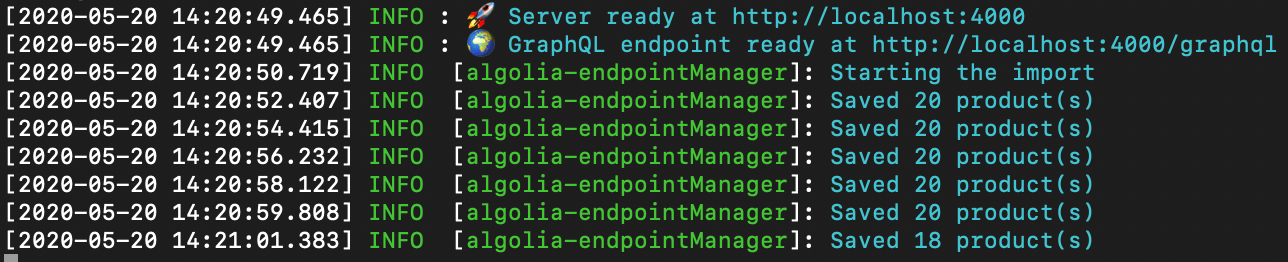 [2020-05-20 14:20:49.465] INFO : 🚀 Server ready at http://localhost:4000
[2020-05-20 14:20:49.465] INFO : 🌍 GraphQL endpoint ready at http://localhost:4000/graphql
[2020-05-20 14:20:50.719] INFO  [algolia-endpointManager]: Starting the import
[2020-05-20 14:20:52.407] INFO  [algolia-endpointManager]: Saved 20 product(s)
[2020-05-20 14:20:54.415] INFO  [algolia-endpointManager]: Saved 20 product(s)
[2020-05-20 14:20:56.232] INFO  [algolia-endpointManager]: Saved 20 product(s)
[2020-05-20 14:20:58.122] INFO  [algolia-endpointManager]: Saved 20 product(s)
[2020-05-20 14:20:59.808] INFO  [algolia-endpointManager]: Saved 20 product(s)
[2020-05-20 14:21:01.383] INFO  [algolia-endpointManager]: Saved 18 product(s)